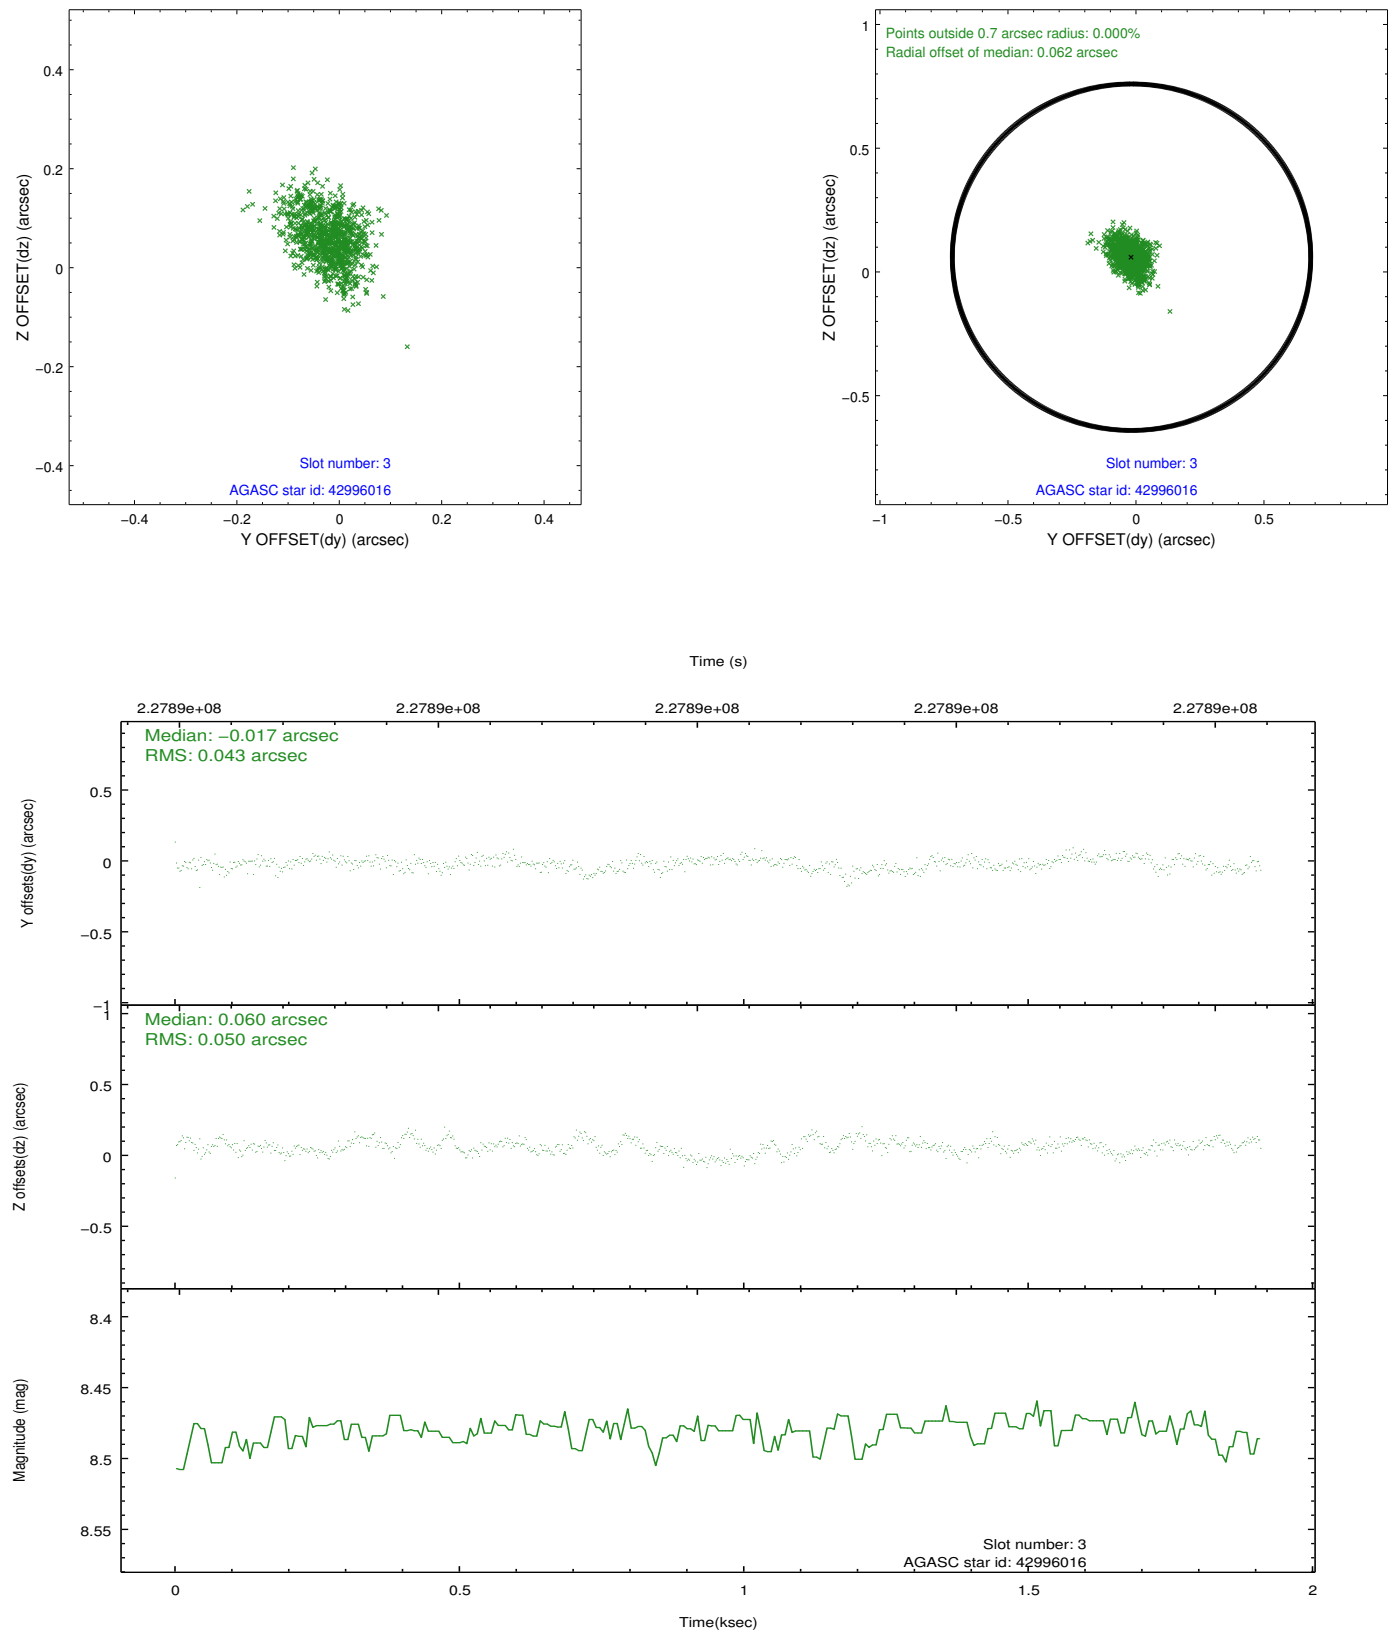 0.4
0.2
0
−0.2
−0.4
Z OFFSET(dz) (arcsec)
Slot number: 3
AGASC star id: 42996016
−0.4 −0.2 0 0.2 0.4
Y OFFSET(dy) (arcsec)
Points outside 0.7 arcsec radius: 0.000%
Radial offset of median: 0.062 arcsec
1
0.5
0
−0.5
Z OFFSET(dz) (arcsec)
Slot number: 3
AGASC star id: 42996016
−1 −0.5 0 0.5
Y OFFSET(dy) (arcsec)
Time (s)
2.2789e+08 2.2789e+08 2.2789e+08 2.2789e+08 2.2789e+08
Median: −0.017 arcsec
RMS: 0.043 arcsec
0.5
0
−0.5
−1
Y offsets(dy) (arcsec)
Median: 0.060 arcsec
RMS: 0.050 arcsec
1
0.5
0
−0.5
Z offsets(dz) (arcsec)
8.4
8.45
8.5
8.55
Magnitude (mag)
Slot number: 3
AGASC star id: 42996016
0 0.5 1 1.5 2
Time(ksec)